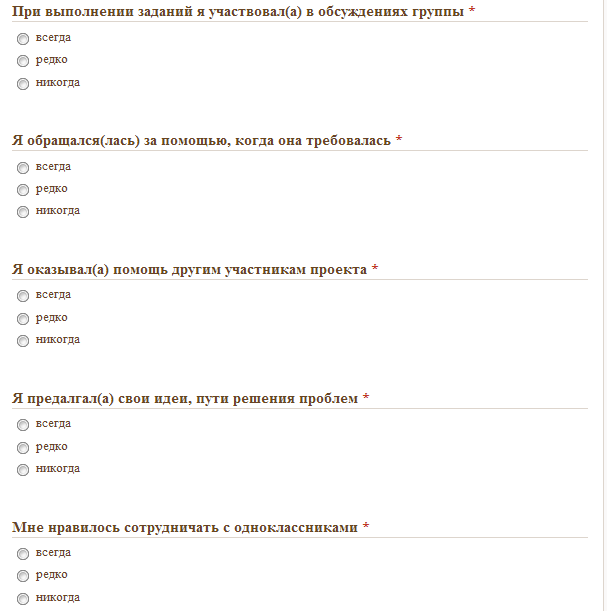 При выполнении заданий я участвовал(а) в обсуждениях группы *
всегда
редко
никогда
Я обращался(лась) за помощью, когда она требовалась *
всегда
редко
никогда
Я оказывал(а) помощь другим участникам проекта *
всегда
редко
никогда
Я предалгал(а) свои идеи, пути решения проблем *
всегда
редко
никогда
Мне нравилось сотрудничать с одноклассниками *
всегда
редко
никогда